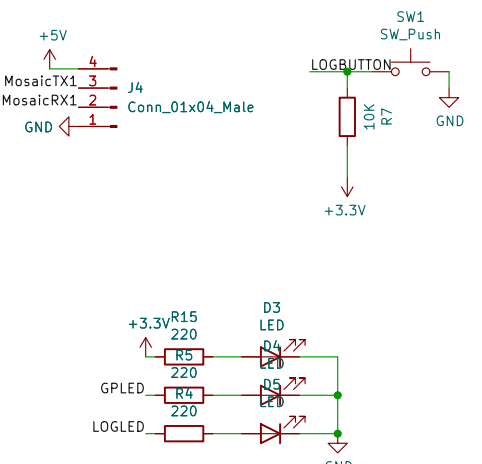 +5V
4
MosaicTX1 3
MosaicRX1 2
GND 1
J4
Conn_01x04_Male
SW1
SW_Push
LOGBUTTON
10K
R7
GND
+3.3V
+3.3V
R15
220
D3
LED
R5
220
D4
LED
GPLED
R4
220
D5
LED
LOGLED
GND